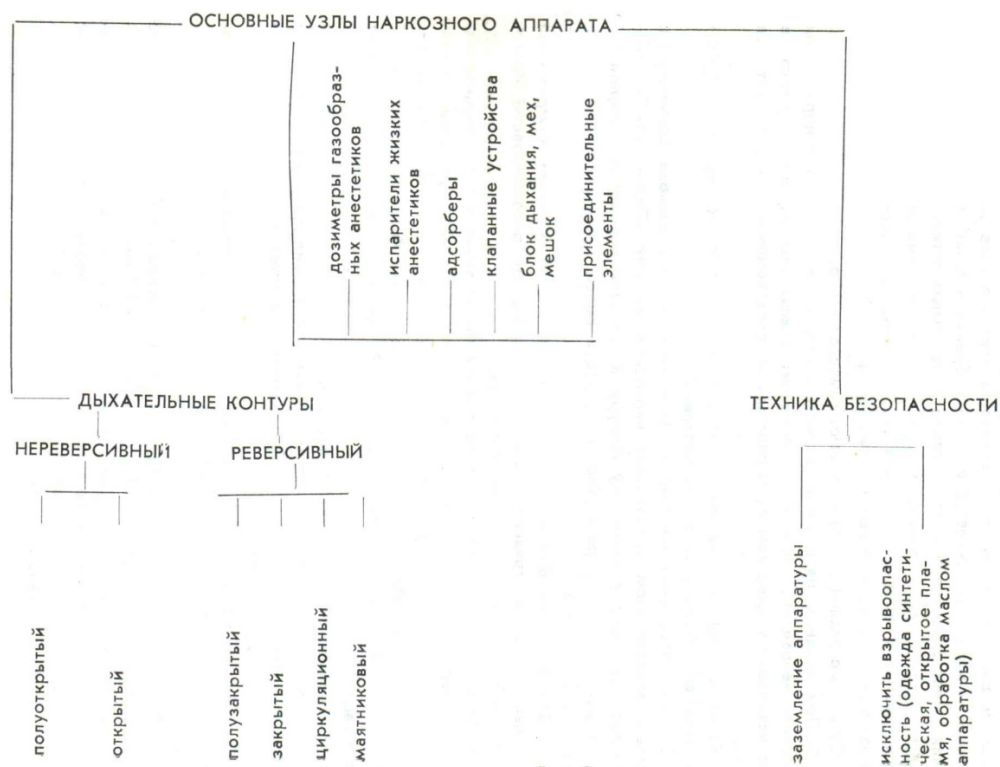 ОСНОВНЫЕ УЗЛЫ НАРКОЗНОГО АППАРАТА
дозиметры газообраз-
ных анестетиков
испарители жизких
анестетиков
адсорберы
клапанные устройства
блок дыхания, мех,
мешок
присоединительные
элементы
ДЫХАТЕЛЬНЫЕ КОНТУРЫ
НЕРЕВЕРСИВНЫЙ
РЕВЕРСИВНЫЙ
полуоткрытый
открытый
полузакрытый
закрытый
циркуляционный
маятниковый
ТЕХНИКА БЕЗОПАСНОСТИ
заземление аппаратуры
исключить взрывоопас-
ность (одежда синтети-
ческая, открытое пла-
мя, обработка маслом
аппаратуры)